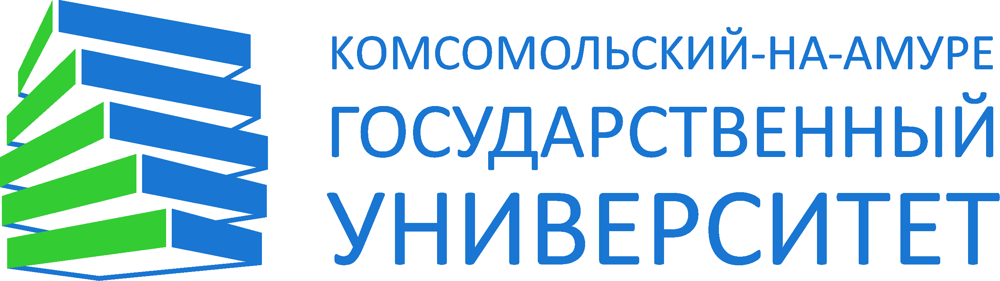 КОМСОМОЛЬСКИЙ-НА-АМУРЕ
ГОСУДАРСТВЕННЫЙ
УНИВЕРСИТЕТ